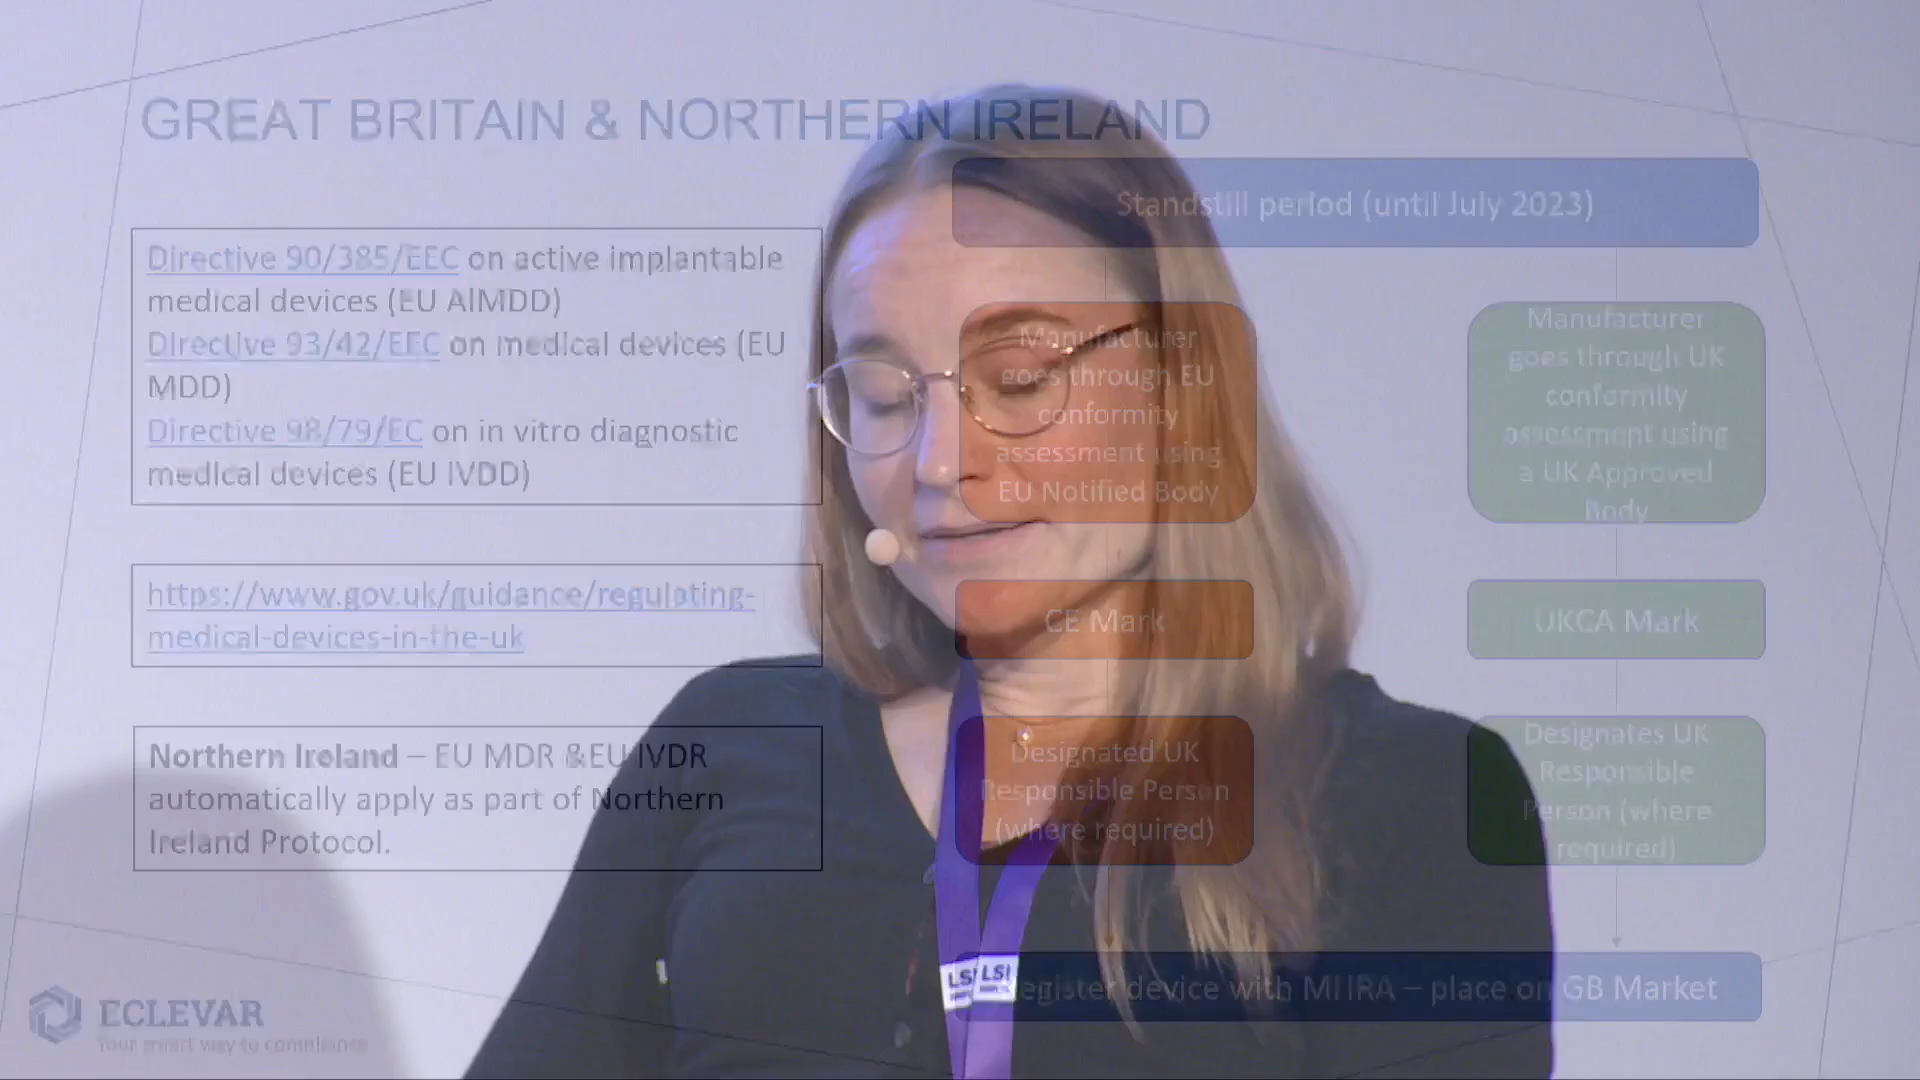 GREAT BRITAIN & NORTHERN IRELAND
Directive 90/385/EEC on active implantable
medical devices (EU AIMDD)
Directive 93/42/EEC on medical devices (EU
MDD)
Directive 98/79/EC on in vitro diagnostic
medical devices (EU IVDD)
https://www.gov.uk/guidance/regulating-
medical-devices-in-the-uk
Northern Ireland – EU MDR &EU IVDR
automatically apply as part of Northern
Ireland Protocol.
Standstill period (until July 2023)
Manufacturer
goes through EU
conformity
assessment using
EU Notified Body
CE Mark
Designated UK
Responsible Person
(where required)
Manufacturer
goes through UK
conformity
assessment using
a UK Approved
Body
UKCA Mark
Designates UK
Responsible
Person (where
required)
Register device with MHRA – place on GB Market
LSI
LSI
ECLEVAR
Your smart way to compliance